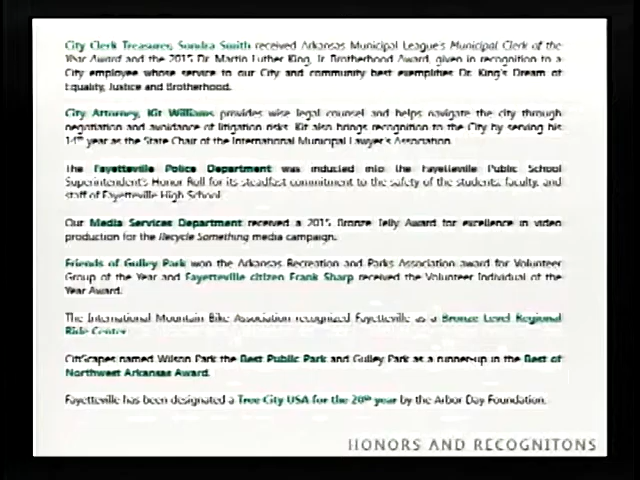 City Clerk Treasurer, Sondra Smith received Arkansas Municipal League's Municipal Clerk of the
Year Award and the 2015 Dr. Martin Luther King, Jr. Brotherhood Award, given in recognition to a
City employee whose service to our City and community best exemplifies Dr. King's Dream of
Equality, Justice and Brotherhood.
City Attorney, Kit Williams provides wise legal counsel and helps navigate the city through
negotiation and avoidance of litigation risks. Kit also brings recognition to the City by serving his
14th year as the State Chair of the International Municipal Lawyer's Association.
The Fayetteville Police Department was inducted into the Fayetteville Public School
Superintendent's Honor Roll for its steadfast commitment to the safety of the students, faculty, and
staff of Fayetteville High School.
Our Media Services Department received a 2015 Bronze Telly Award for excellence in video
production for the Recycle Something media campaign.
Friends of Gulley Park won the Arkansas Recreation and Parks Association award for Volunteer
Group of the Year and Fayetteville citizen Frank Sharp received the Volunteer Individual of the
Year Award.
The International Mountain Bike Association recognized Fayetteville as a Bronze Level Regional
Ride Center.
CitiScapes named Wilson Park the Best Public Park and Gulley Park as a runner-up in the Best of
Northwest Arkansas Award.
Fayetteville has been designated a Tree City USA for the 20th year by the Arbor Day Foundation.
HONORS AND RECOGNITONS